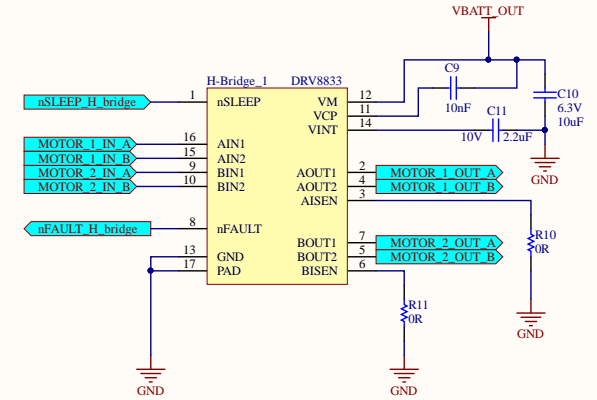 VBATT_OUT
C9
10nF
C10
6.3V
10uF
C11
10V
2.2uF
GND
H-Bridge_1
DRV8833
nSLEEP_H_bridge
1
nSLEEP
VM
12
VCP
11
VINT
14
MOTOR_1_IN_A
16
AIN1
MOTOR_1_IN_B
15
AIN2
MOTOR_2_IN_A
9
BIN1
MOTOR_2_IN_B
10
BIN2
AOUT1
2
MOTOR_1_OUT_A
AOUT2
4
MOTOR_1_OUT_B
AISEN
3
nFAULT_H_bridge
8
nFAULT
R10
0R
BOUT1
7
MOTOR_2_OUT_A
BOUT2
5
MOTOR_2_OUT_B
BISEN
6
13
GND
17
PAD
R11
0R
GND
GND
GND